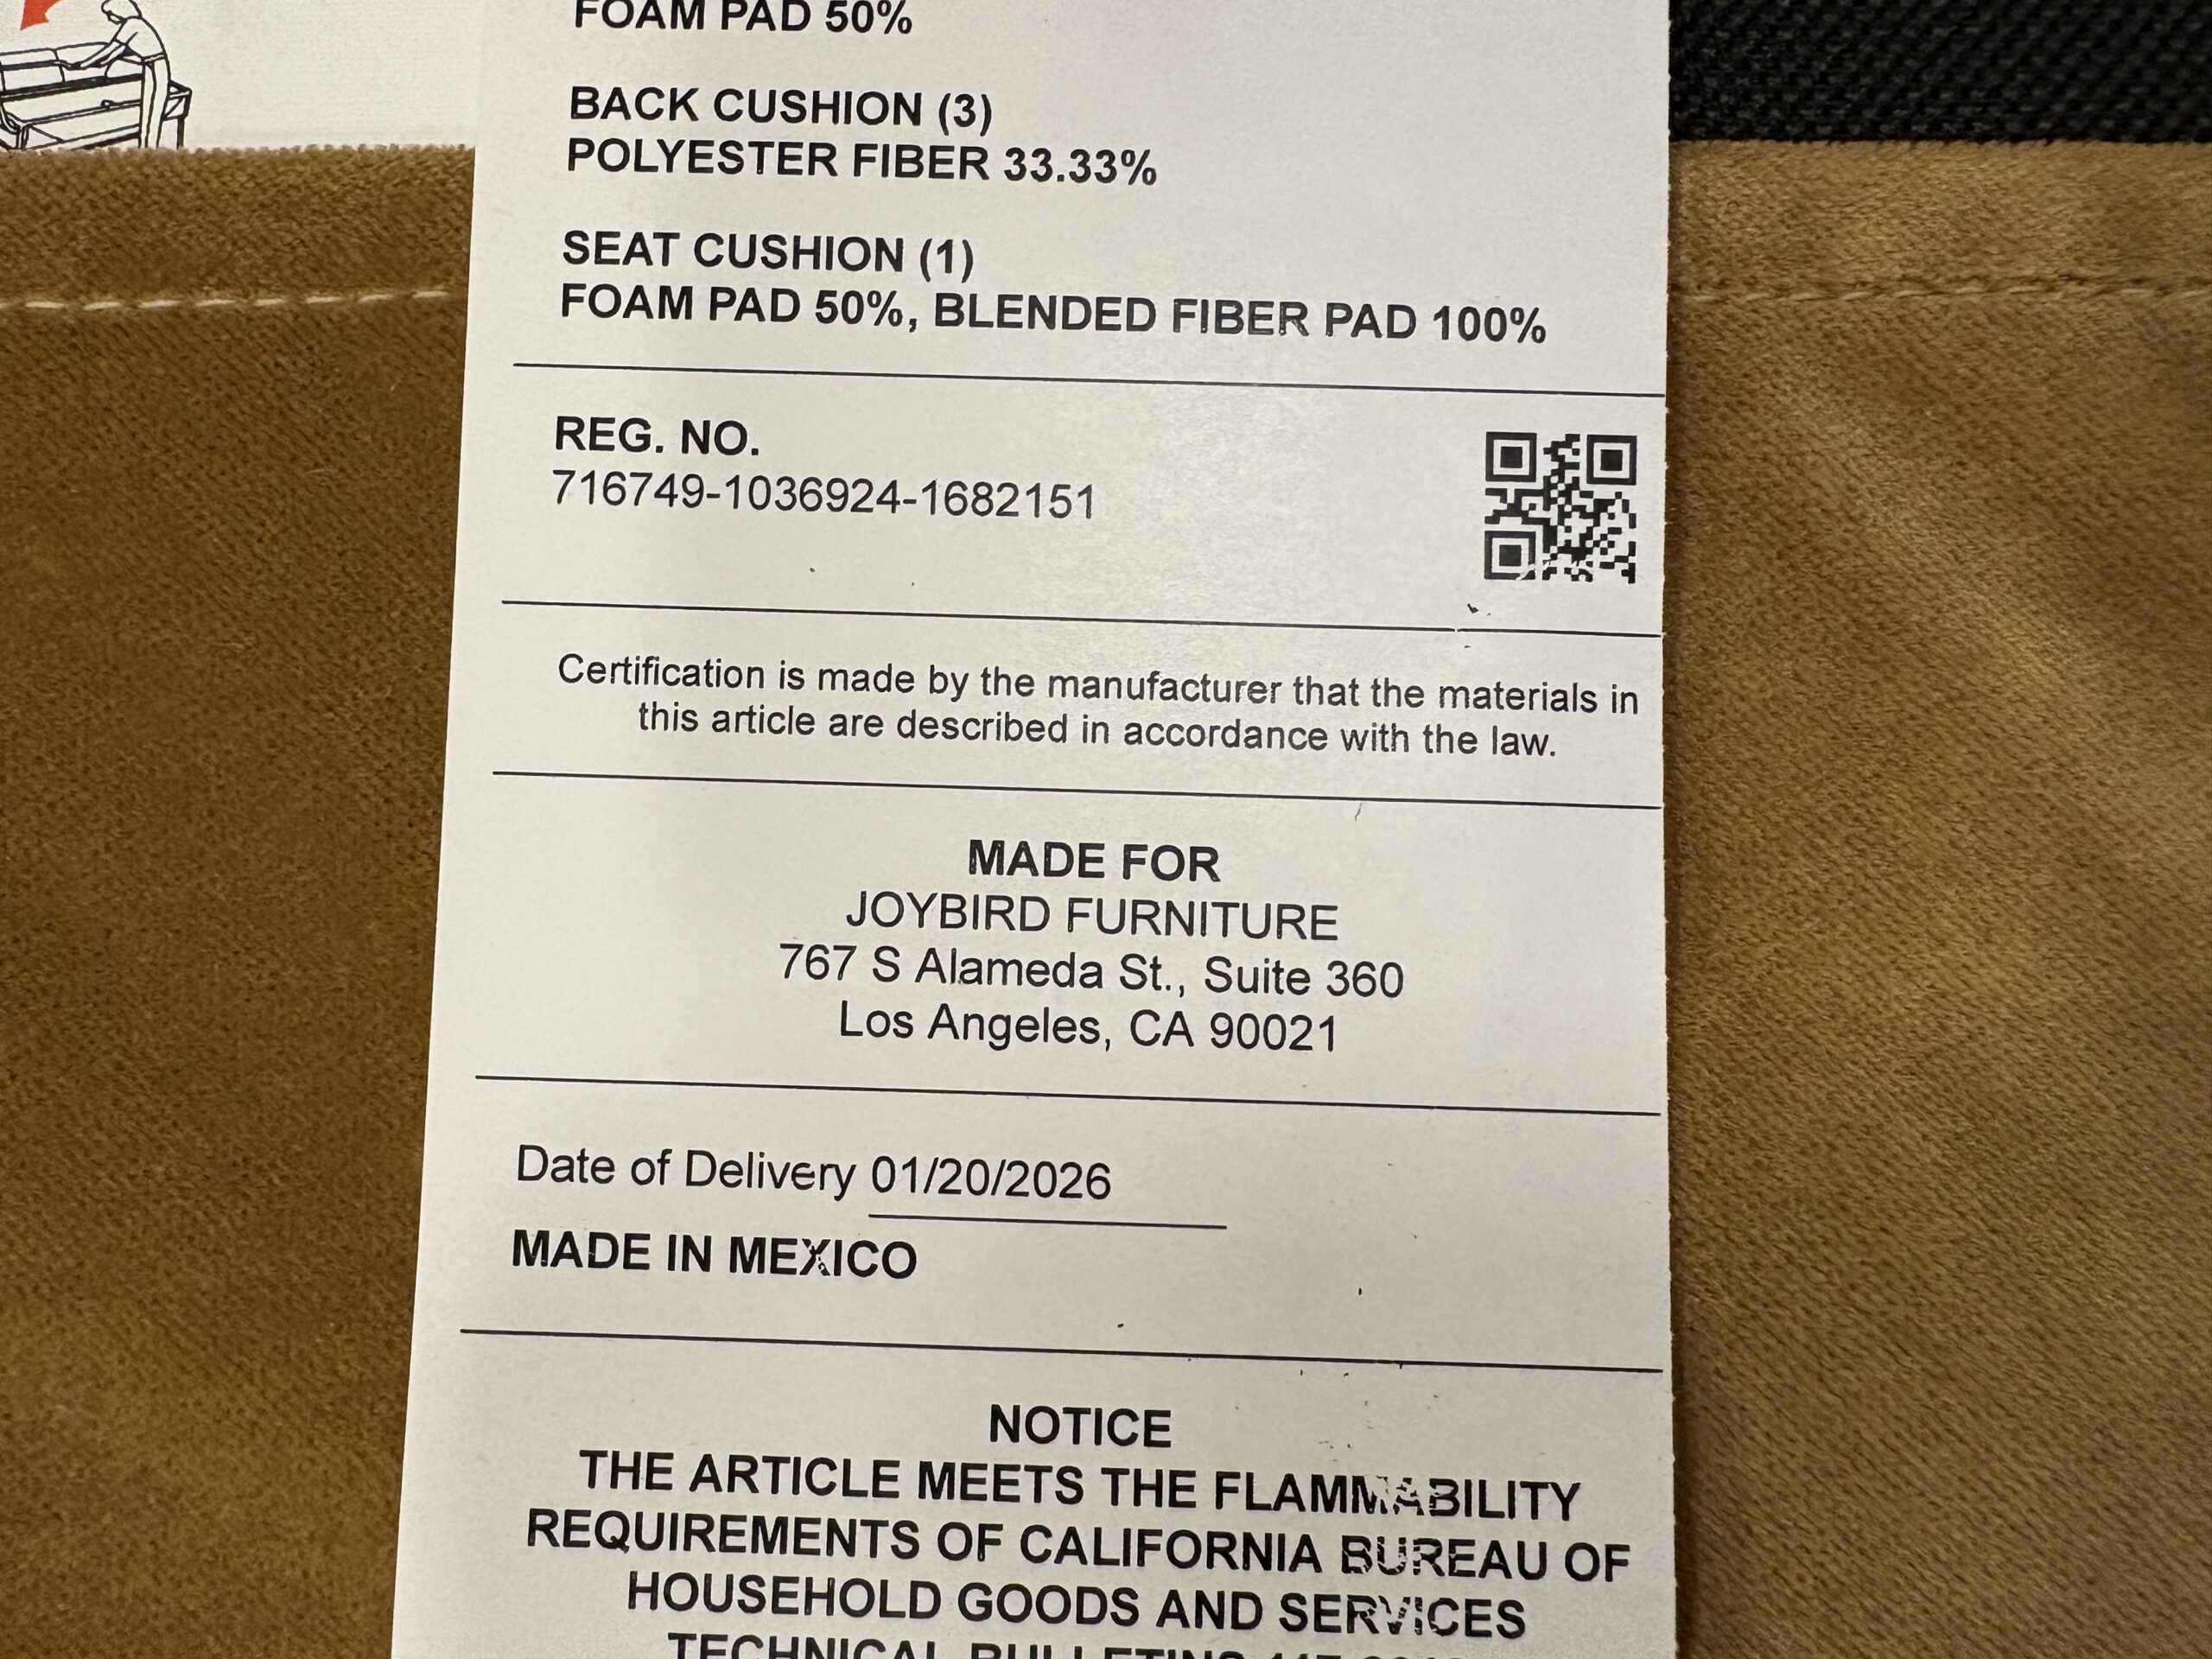 FOAM PAD 50%
BACK CUSHION (3)
POLYESTER FIBER 33.33%
SEAT CUSHION (1)
FOAM PAD 50%, BLENDED FIBER PAD 100%
REG. NO.
716749-1036924-1682151
Certification is made by the manufacturer that the materials in
this article are described in accordance with the law.
MADE FOR
JOYBIRD FURNITURE
767 S Alameda St., Suite 360
Los Angeles, CA 90021
Date of Delivery 01/20/2026
MADE IN MEXICO
NOTICE
THE ARTICLE MEETS THE FLAMMABILITY
REQUIREMENTS OF CALIFORNIA BUREAU OF
HOUSEHOLD GOODS AND SERVICES
TECHNICAL BULLETIN